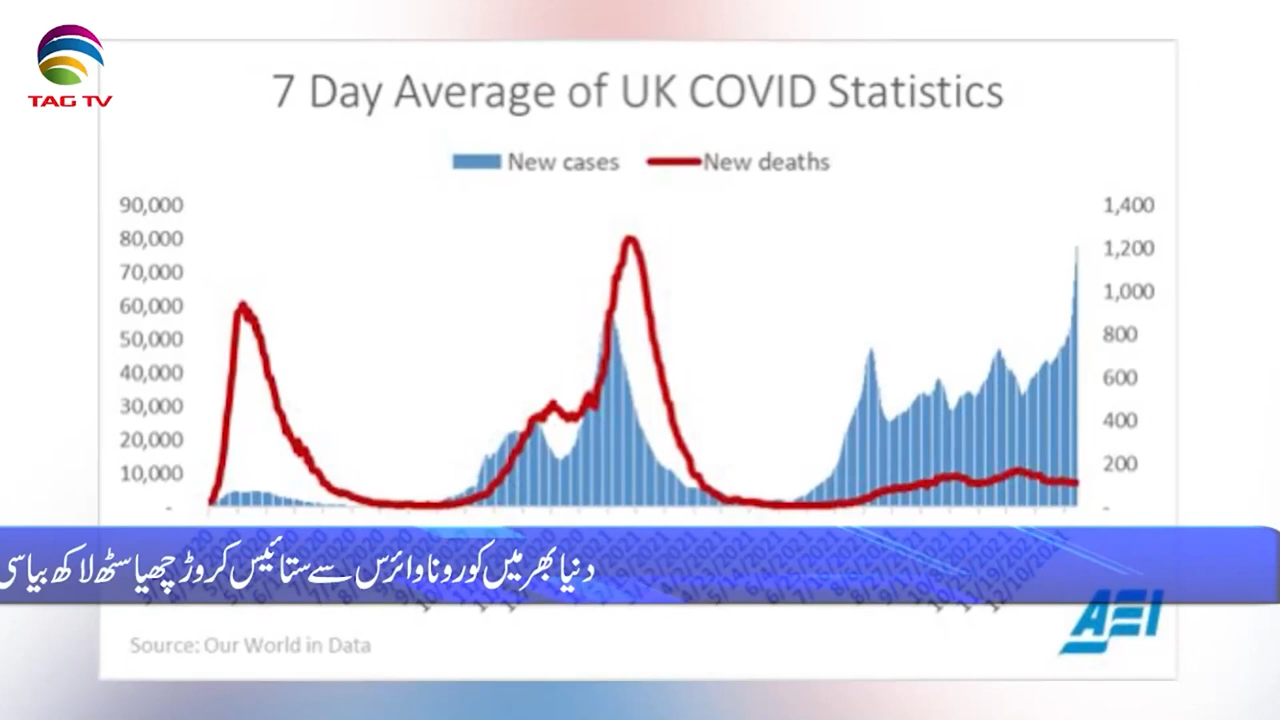 TAG TV
7 Day Average of UK COVID Statistics
New cases New deaths
90,000 1,400
80,000 1,200
70,000 1,000
60,000 800
50,000 600
40,000 400
30,000 200
20,000 -
10,000
-
دنیا بھر میں کورونا وائرس سے ستائیس کروڑ چھیاسٹھ لاکھ بیاسی
Source: Our World in Data
AEI